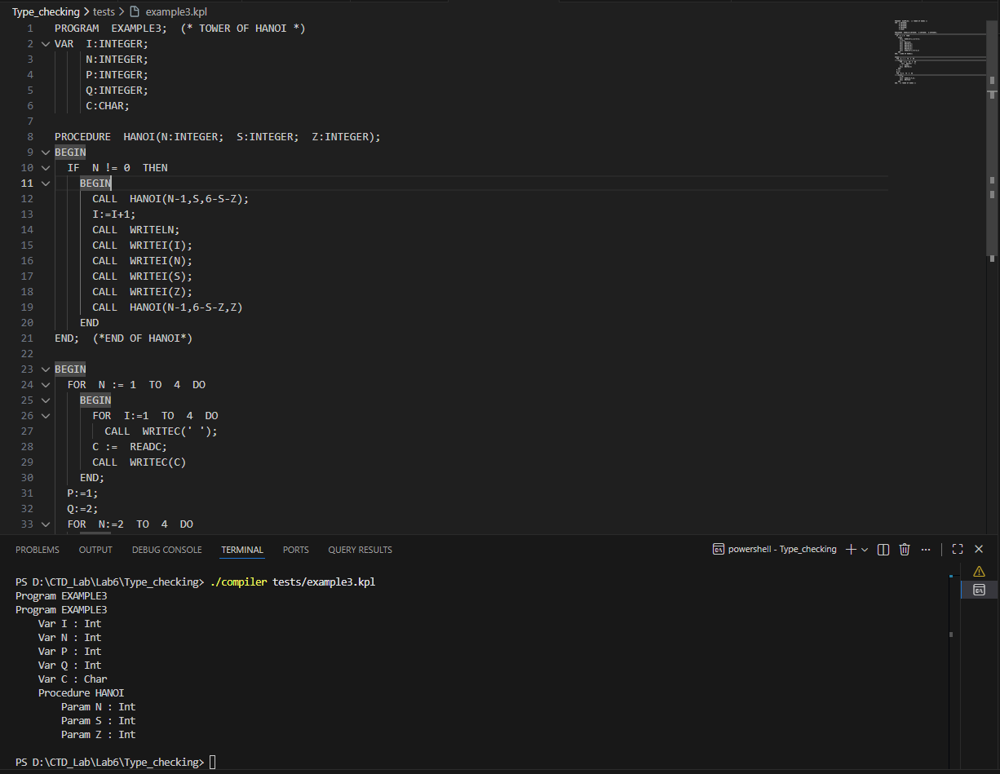 Type_checking > tests > example3.kpl
1 PROGRAM  EXAMPLE3;  (* TOWER OF HANOI *)
2 VAR  I:INTEGER;
3      N:INTEGER;
4      P:INTEGER;
5      Q:INTEGER;
6      C:CHAR;
7
8 PROCEDURE  HANOI(N:INTEGER;  S:INTEGER;  Z:INTEGER);
9 BEGIN
10   IF  N != 0  THEN
11     BEGIN
12       CALL  HANOI(N-1,S,6-S-Z);
13       I:=I+1;
14       CALL  WRITELN;
15       CALL  WRITEI(I);
16       CALL  WRITEI(N);
17       CALL  WRITEI(S);
18       CALL  WRITEI(Z);
19       CALL  HANOI(N-1,6-S-Z,Z)
20     END
21 END;  (*END OF HANOI*)
22
23 BEGIN
24   FOR  N := 1  TO  4  DO
25     BEGIN
26       FOR  I:=1  TO  4  DO
27         CALL  WRITEC(' ');
28       C :=  READC;
29       CALL  WRITEC(C)
30     END;
31   P:=1;
32   Q:=2;
33   FOR  N:=2  TO  4  DO
PROBLEMS OUTPUT DEBUG CONSOLE TERMINAL PORTS QUERY RESULTS powershell - Type_checking
PS D:\CTD_Lab\Lab6\Type_checking> ./compiler tests/example3.kpl
Program EXAMPLE3
Program EXAMPLE3
    Var I : Int
    Var N : Int
    Var P : Int
    Var Q : Int
    Var C : Char
    Procedure HANOI
        Param N : Int
        Param S : Int
        Param Z : Int
PS D:\CTD_Lab\Lab6\Type_checking>